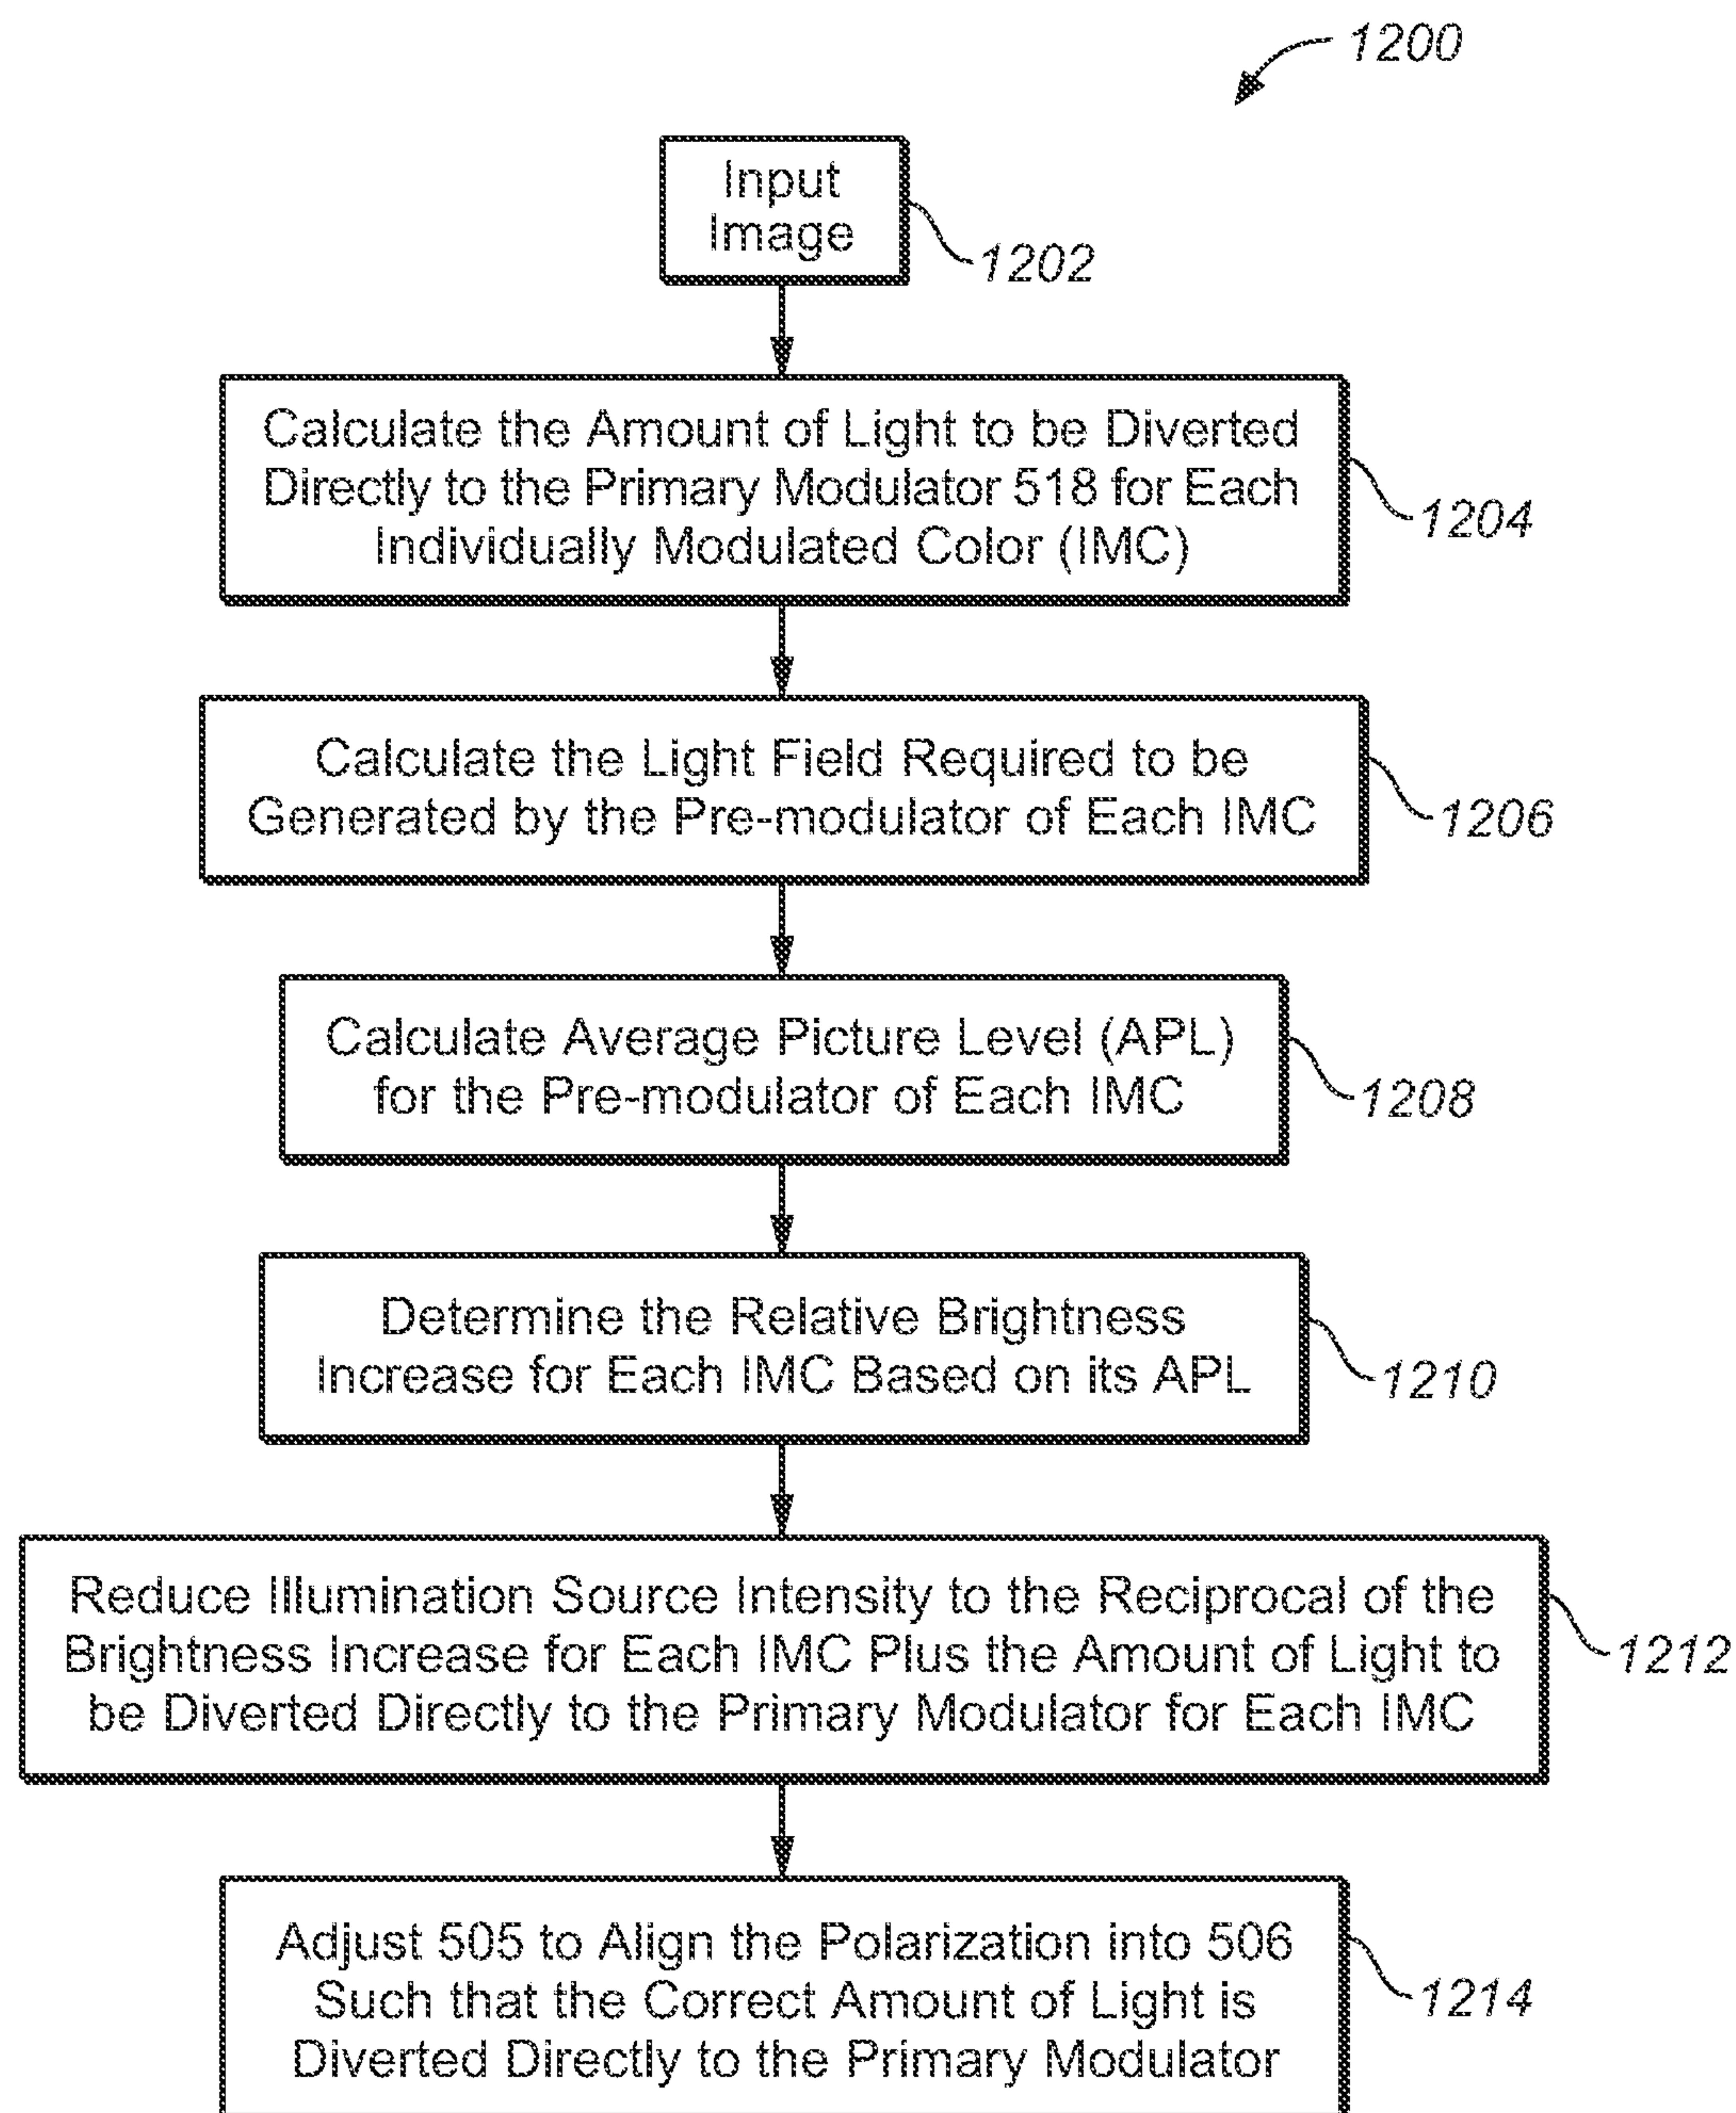 1200
Input
Image
1202
Calculate the Amount of Light to be Diverted
Directly to the Primary Modulator 518 for Each
Individually Modulated Color (IMC)
1204
Calculate the Light Field Required to be
Generated by the Pre-modulator of Each IMC
1206
Calculate Average Picture Level (APL)
for the Pre-modulator of Each IMC
1208
Determine the Relative Brightness
Increase for Each IMC Based on its APL
1210
Reduce Illumination Source Intensity to the Reciprocal of the
Brightness Increase for Each IMC Plus the Amount of Light to
be Diverted Directly to the Primary Modulator for Each IMC
1212
Adjust 505 to Align the Polarization into 506
Such that the Correct Amount of Light is
Diverted Directly to the Primary Modulator
1214